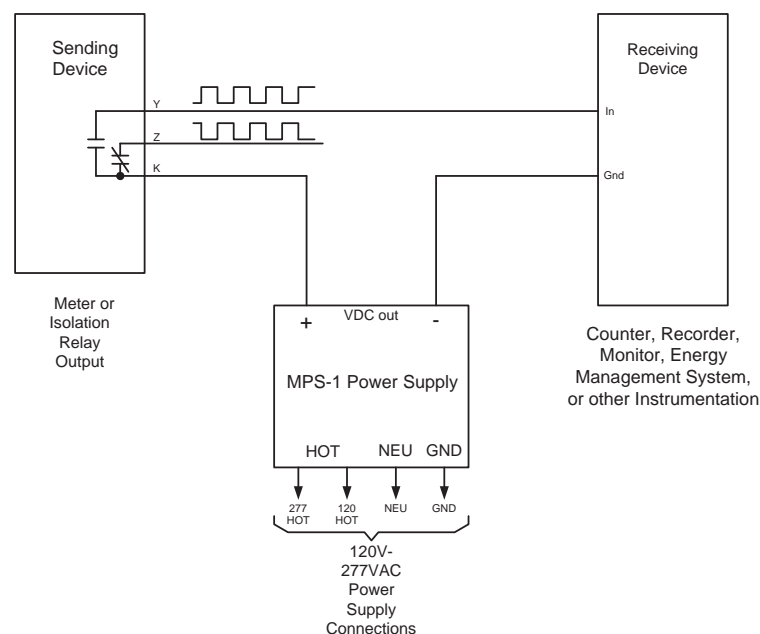 Sending
Device
Receiving
Device
Y
In
Z
K
Gnd
Meter or
Isolation
Relay
Output
+
VDC out
-
MPS-1 Power Supply
HOT
NEU
GND
Counter, Recorder,
Monitor, Energy
Management System,
or other Instrumentation
277
HOT
120
HOT
NEU
GND
120V-
277VAC
Power
Supply
Connections